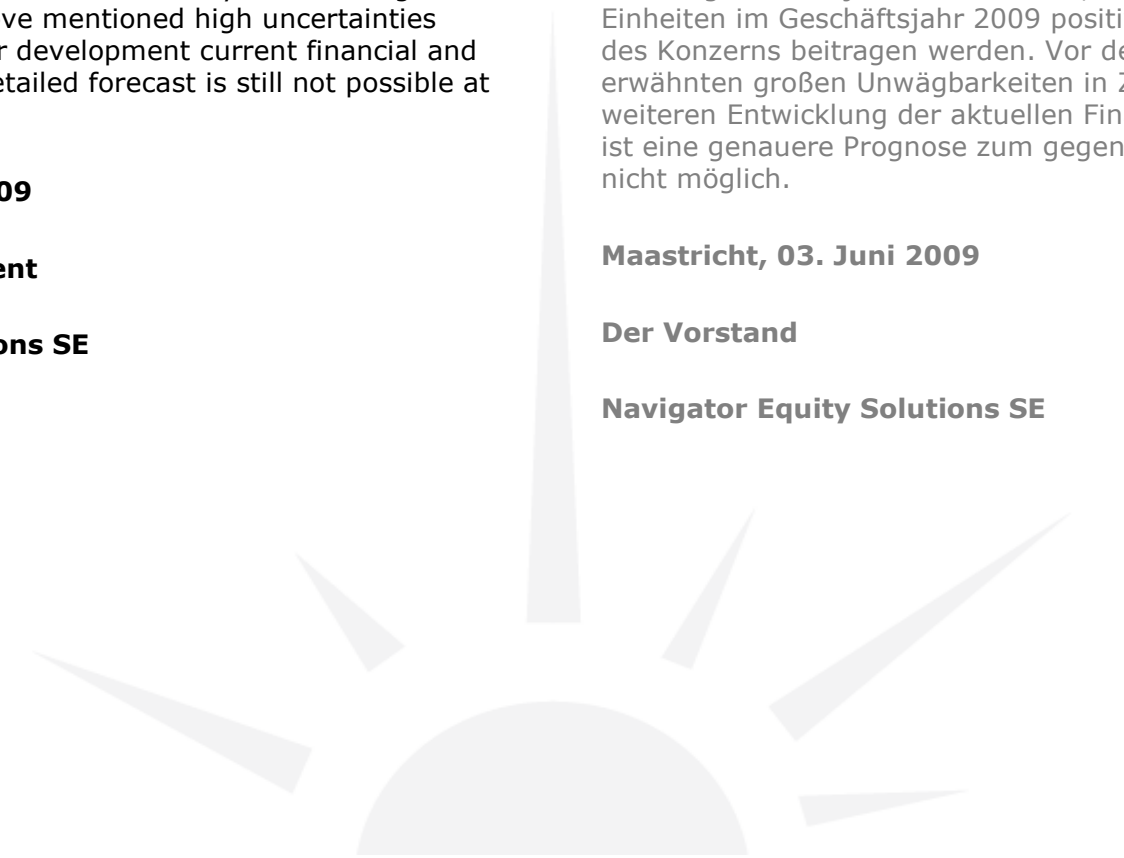 ve mentioned high uncertainties
r development current financial and
etailed forecast is still not possible at
09
ent
ons SE
Einheiten im Geschäftsjahr 2009 positi
des Konzerns beitragen werden. Vor de
erwähnten großen Unwägbarkeiten in Z
weiteren Entwicklung der aktuellen Fin
ist eine genauere Prognose zum gegen
nicht möglich.
Maastricht, 03. Juni 2009
Der Vorstand
Navigator Equity Solutions SE